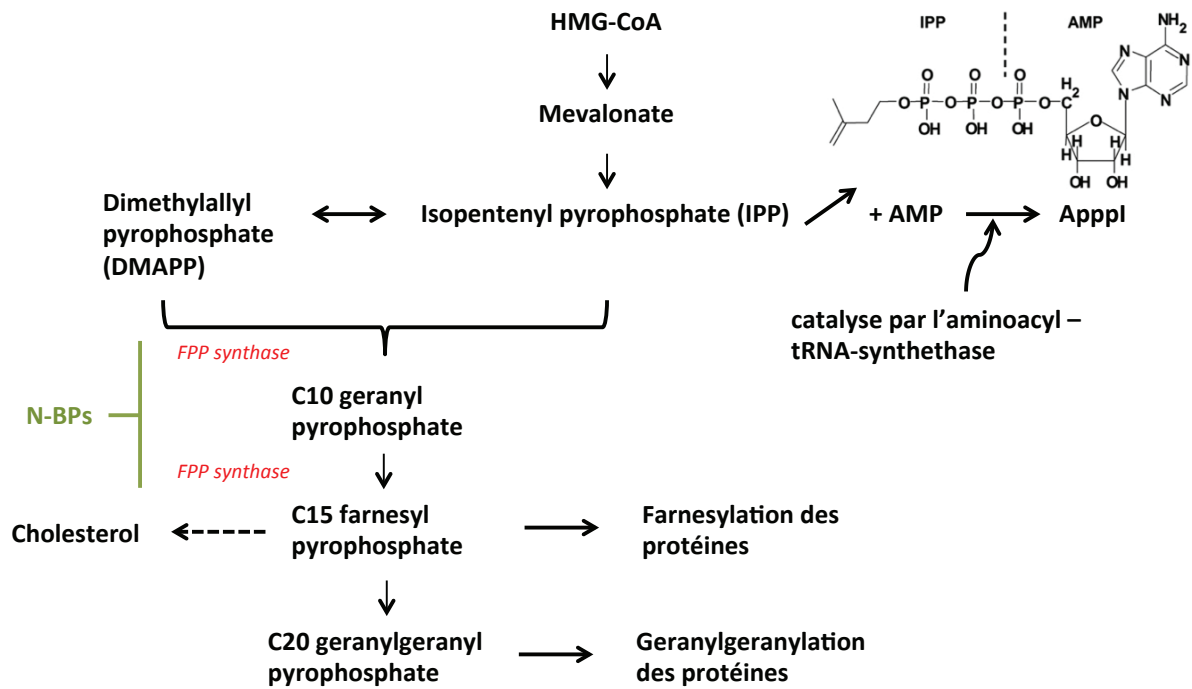 HMG-CoA
IPP
AMP
NH2
N
N
N
N
O
O
O
H2
O
P
O
P
O
P
O
C
O
OH
OH
OH
H
H
H
H
OH
OH
Mevalonate
Dimethylallyl
pyrophosphate
(DMAPP)
Isopentenyl pyrophosphate (IPP)
+ AMP
ApppI
catalyse par l’aminoacyl –
tRNA-synthethase
FPP synthase
C10 geranyl
pyrophosphate
N-BPs
FPP synthase
Cholesterol
C15 farnesyl
pyrophosphate
Farnesylation des
protéines
C20 geranylgeranyl
pyrophosphate
Geranylgeranylation
des protéines